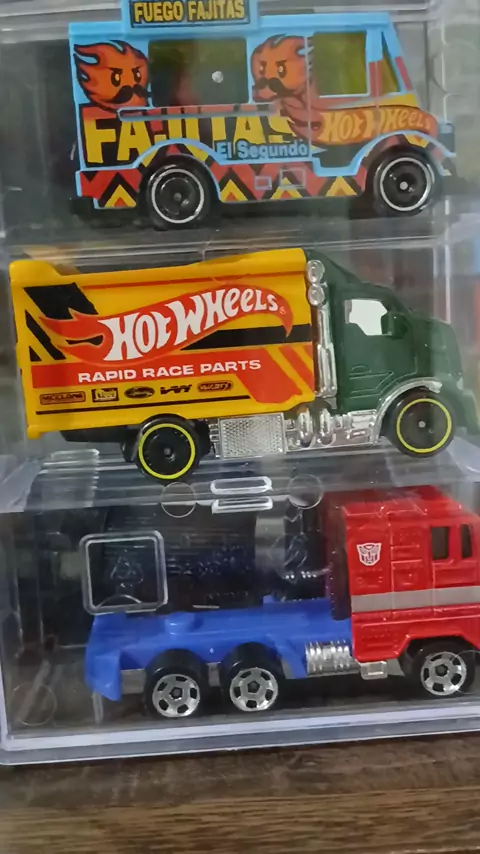 FUEGO FAJITAS
FAJITAS
HOT WHEELS
El Segundo
HOT WHEELS®
RAPID RACE PARTS